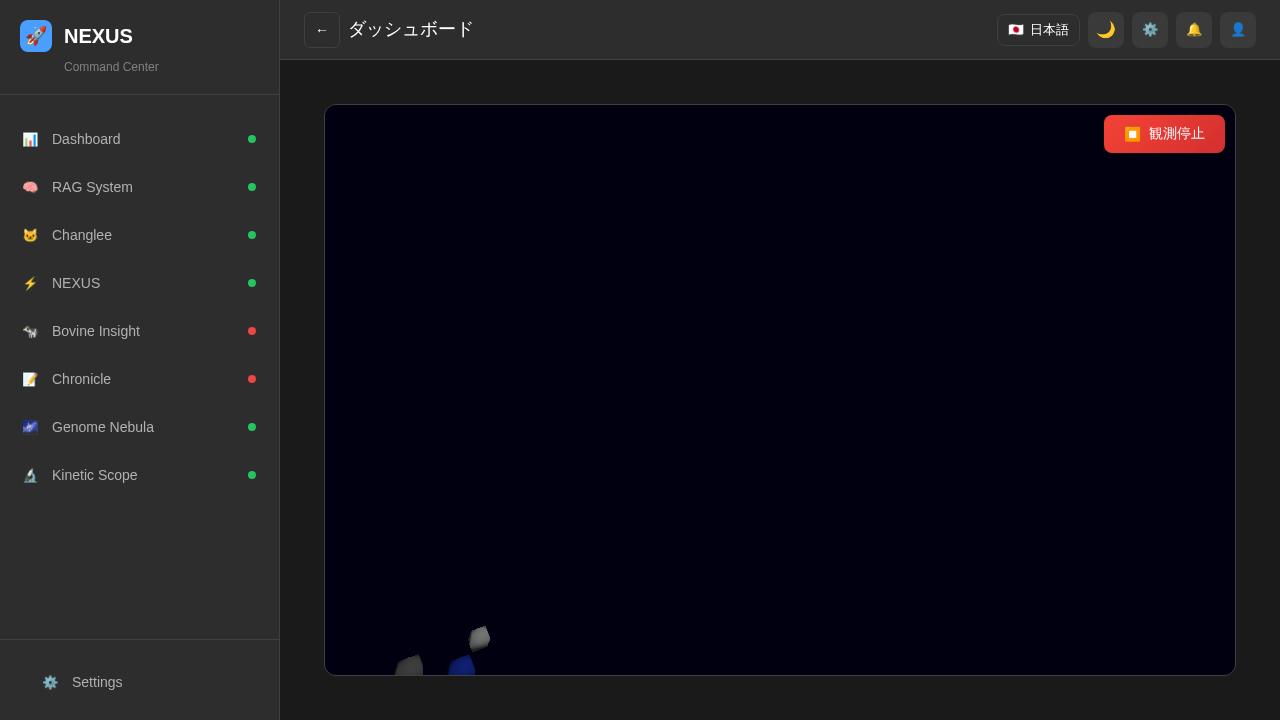 NEXUS
Command Center
Dashboard
RAG System
Changlee
NEXUS
Bovine Insight
Chronicle
Genome Nebula
Kinetic Scope
Settings
← ダッシュボード
日本語
観測停止